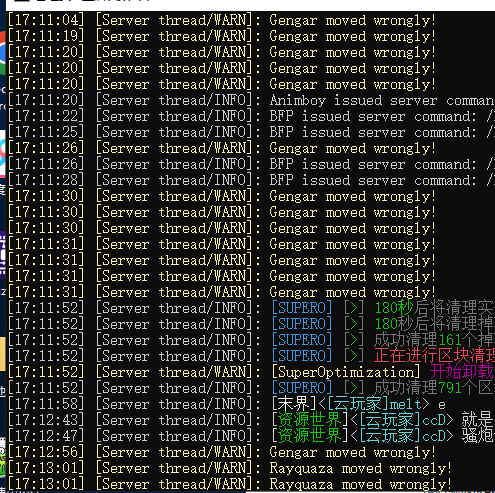 [17:11:04] [Server thread/WARN]: Gengar moved wrongly!
[17:11:19] [Server thread/WARN]: Gengar moved wrongly!
[17:11:20] [Server thread/WARN]: Gengar moved wrongly!
[17:11:20] [Server thread/WARN]: Gengar moved wrongly!
[17:11:20] [Server thread/WARN]: Gengar moved wrongly!
[17:11:20] [Server thread/INFO]: Animboy issued server comman
[17:11:22] [Server thread/INFO]: BFP issued server command: /
[17:11:25] [Server thread/INFO]: BFP issued server command: /
[17:11:26] [Server thread/WARN]: Gengar moved wrongly!
[17:11:26] [Server thread/INFO]: BFP issued server command: /
[17:11:28] [Server thread/INFO]: BFP issued server command: /
[17:11:30] [Server thread/WARN]: Gengar moved wrongly!
[17:11:30] [Server thread/WARN]: Gengar moved wrongly!
[17:11:30] [Server thread/WARN]: Gengar moved wrongly!
[17:11:31] [Server thread/WARN]: Gengar moved wrongly!
[17:11:31] [Server thread/WARN]: Gengar moved wrongly!
[17:11:31] [Server thread/WARN]: Gengar moved wrongly!
[17:11:31] [Server thread/WARN]: Gengar moved wrongly!
[17:11:52] [Server thread/INFO]: [SUPERO] [>] 180秒后将清理实
[17:11:52] [Server thread/INFO]: [SUPERO] [>] 180秒后将清理掉
[17:11:52] [Server thread/INFO]: [SUPERO] [>] 成功清理161个掉
[17:11:52] [Server thread/INFO]: [SUPERO] [>] 正在进行区块清理
[17:11:52] [Server thread/WARN]: [SuperOptimization] 开始卸载
[17:11:52] [Server thread/INFO]: [SUPERO] [>] 成功清理791个区
[17:11:58] [Server thread/INFO]: [末界]<[云玩家]melt> e
[17:12:43] [Server thread/INFO]: [资源世界]<[云玩家]ccD> 就是
[17:12:47] [Server thread/INFO]: [资源世界]<[云玩家]ccD> 骚炮
[17:12:56] [Server thread/WARN]: Gengar moved wrongly!
[17:13:01] [Server thread/WARN]: Rayquaza moved wrongly!
[17:13:01] [Server thread/WARN]: Rayquaza moved wrongly!